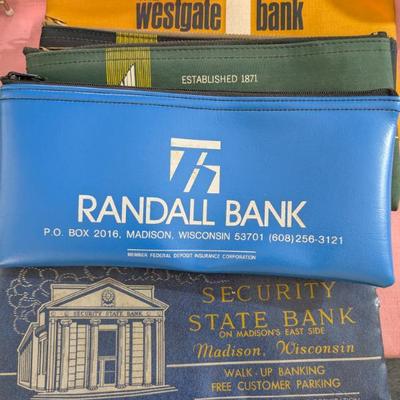 westgate bank
ESTABLISHED 1871
RANDALL BANK
P.O. BOX 2016, MADISON, WISCONSIN 53701 (608)256-3121
MEMBER FEDERAL DEPOSIT INSURANCE CORPORATION
SECURITY STATE BANK
SECURITY
STATE BANK
ON MADISON'S EAST SIDE
Madison, Wisconsin
WALK-UP BANKING
FREE CUSTOMER PARKING